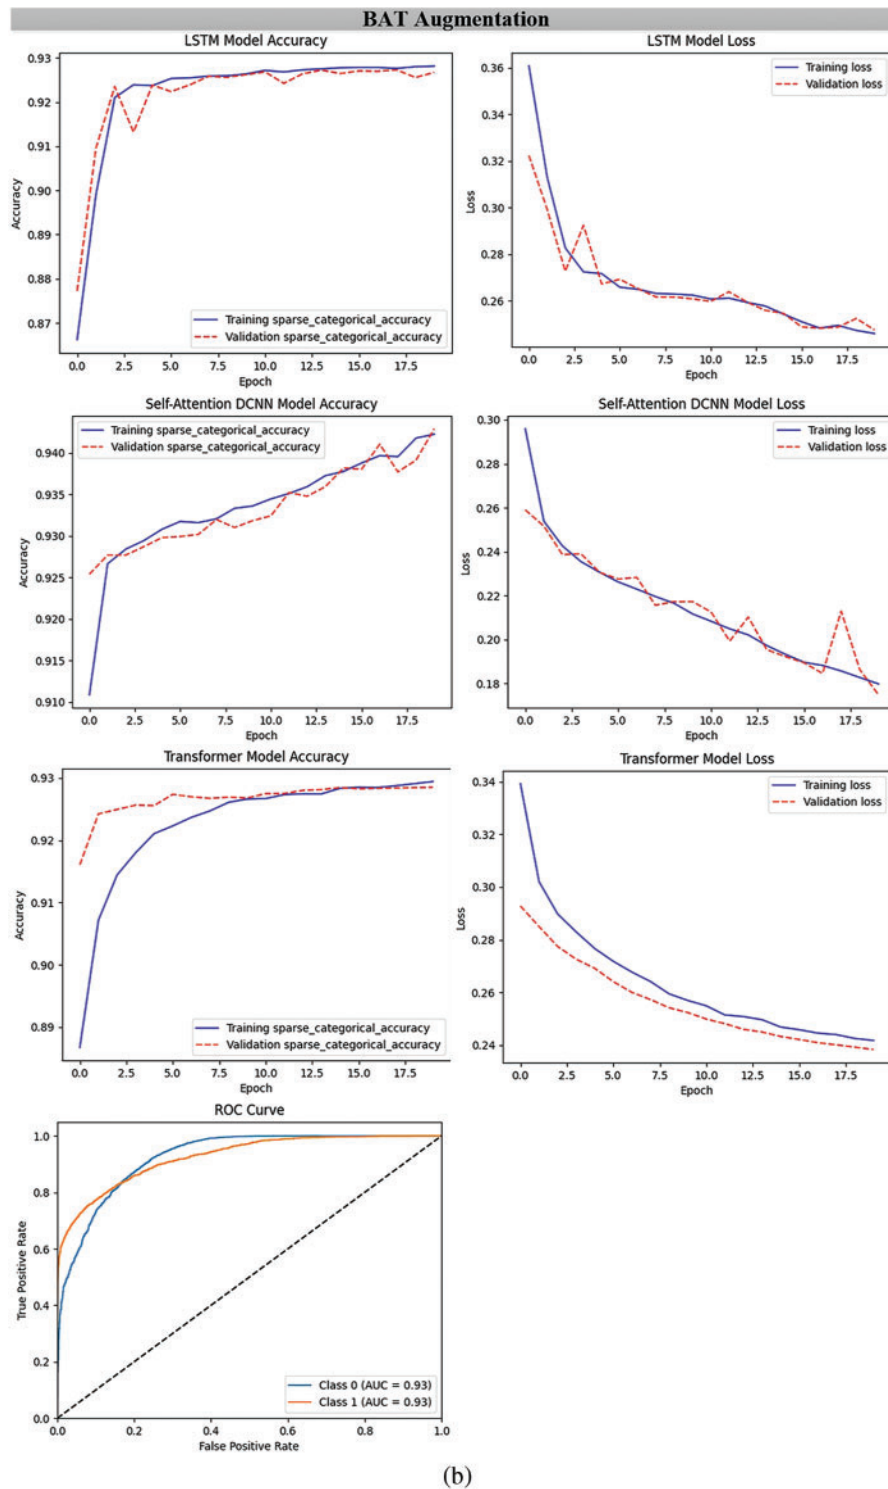 BAT Augmentation
LSTM Model Accuracy
0.93
0.92
0.91
0.90
0.89
0.88
0.87
Accuracy
Training sparse_categorical_accuracy
Validation sparse_categorical_accuracy
0.0 2.5 5.0 7.5 10.0 12.5 15.0 17.5
Epoch
LSTM Model Loss
0.36
0.34
0.32
0.30
0.28
0.26
Loss
Training loss
Validation loss
0.0 2.5 5.0 7.5 10.0 12.5 15.0 17.5
Epoch
Self-Attention DCNN Model Accuracy
Training sparse_categorical_accuracy
Validation sparse_categorical_accuracy
0.940
0.935
0.930
0.925
0.920
0.915
0.910
Accuracy
0.0 2.5 5.0 7.5 10.0 12.5 15.0 17.5
Epoch
Self-Attention DCNN Model Loss
0.30
0.28
0.26
0.24
0.22
0.20
0.18
Loss
Training loss
Validation loss
0.0 2.5 5.0 7.5 10.0 12.5 15.0 17.5
Epoch
Transformer Model Accuracy
0.93
0.92
0.91
0.90
0.89
Accuracy
Training sparse_categorical_accuracy
Validation sparse_categorical_accuracy
0.0 2.5 5.0 7.5 10.0 12.5 15.0 17.5
Epoch
Transformer Model Loss
0.34
0.32
0.30
0.28
0.26
0.24
Loss
Training loss
Validation loss
0.0 2.5 5.0 7.5 10.0 12.5 15.0 17.5
Epoch
ROC Curve
1.0
0.8
0.6
0.4
0.2
0.0
True Positive Rate
Class 0 (AUC = 0.93)
Class 1 (AUC = 0.93)
0.0 0.2 0.4 0.6 0.8 1.0
False Positive Rate
(b)